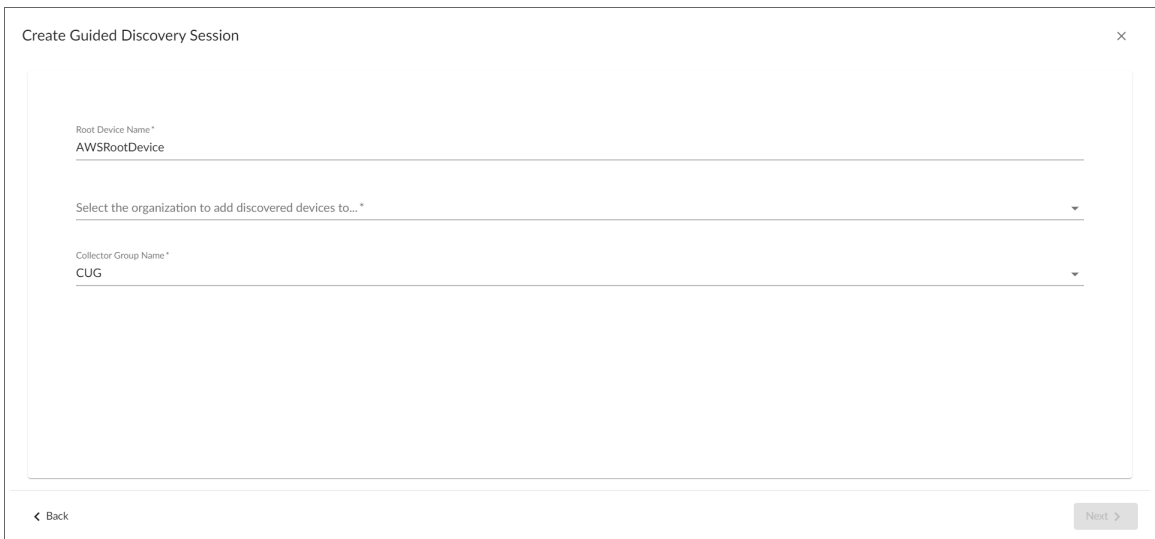 Create Guided Discovery Session
Root Device Name*
AWSRootDevice
Select the organization to add discovered devices to... *
Collector Group Name*
CUG
Back
Next